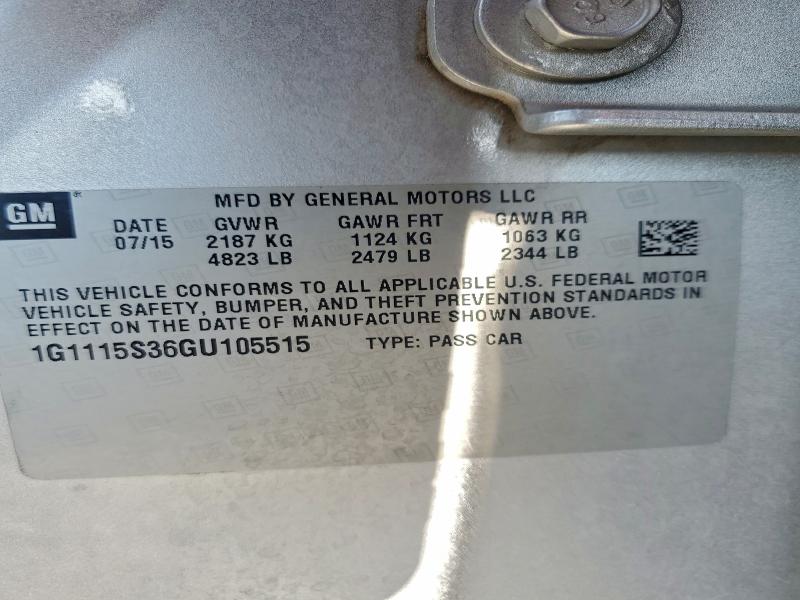 MFD BY GENERAL MOTORS LLC
GM
DATE GVWR GAWR FRT GAWR RR
07/15 2187 KG 1124 KG 1063 KG
4823 LB 2479 LB 2344 LB
THIS VEHICLE CONFORMS TO ALL APPLICABLE U.S. FEDERAL MOTOR
VEHICLE SAFETY, BUMPER, AND THEFT PREVENTION STANDARDS IN
EFFECT ON THE DATE OF MANUFACTURE SHOWN ABOVE.
1G1115S36GU105515 TYPE: PASS CAR